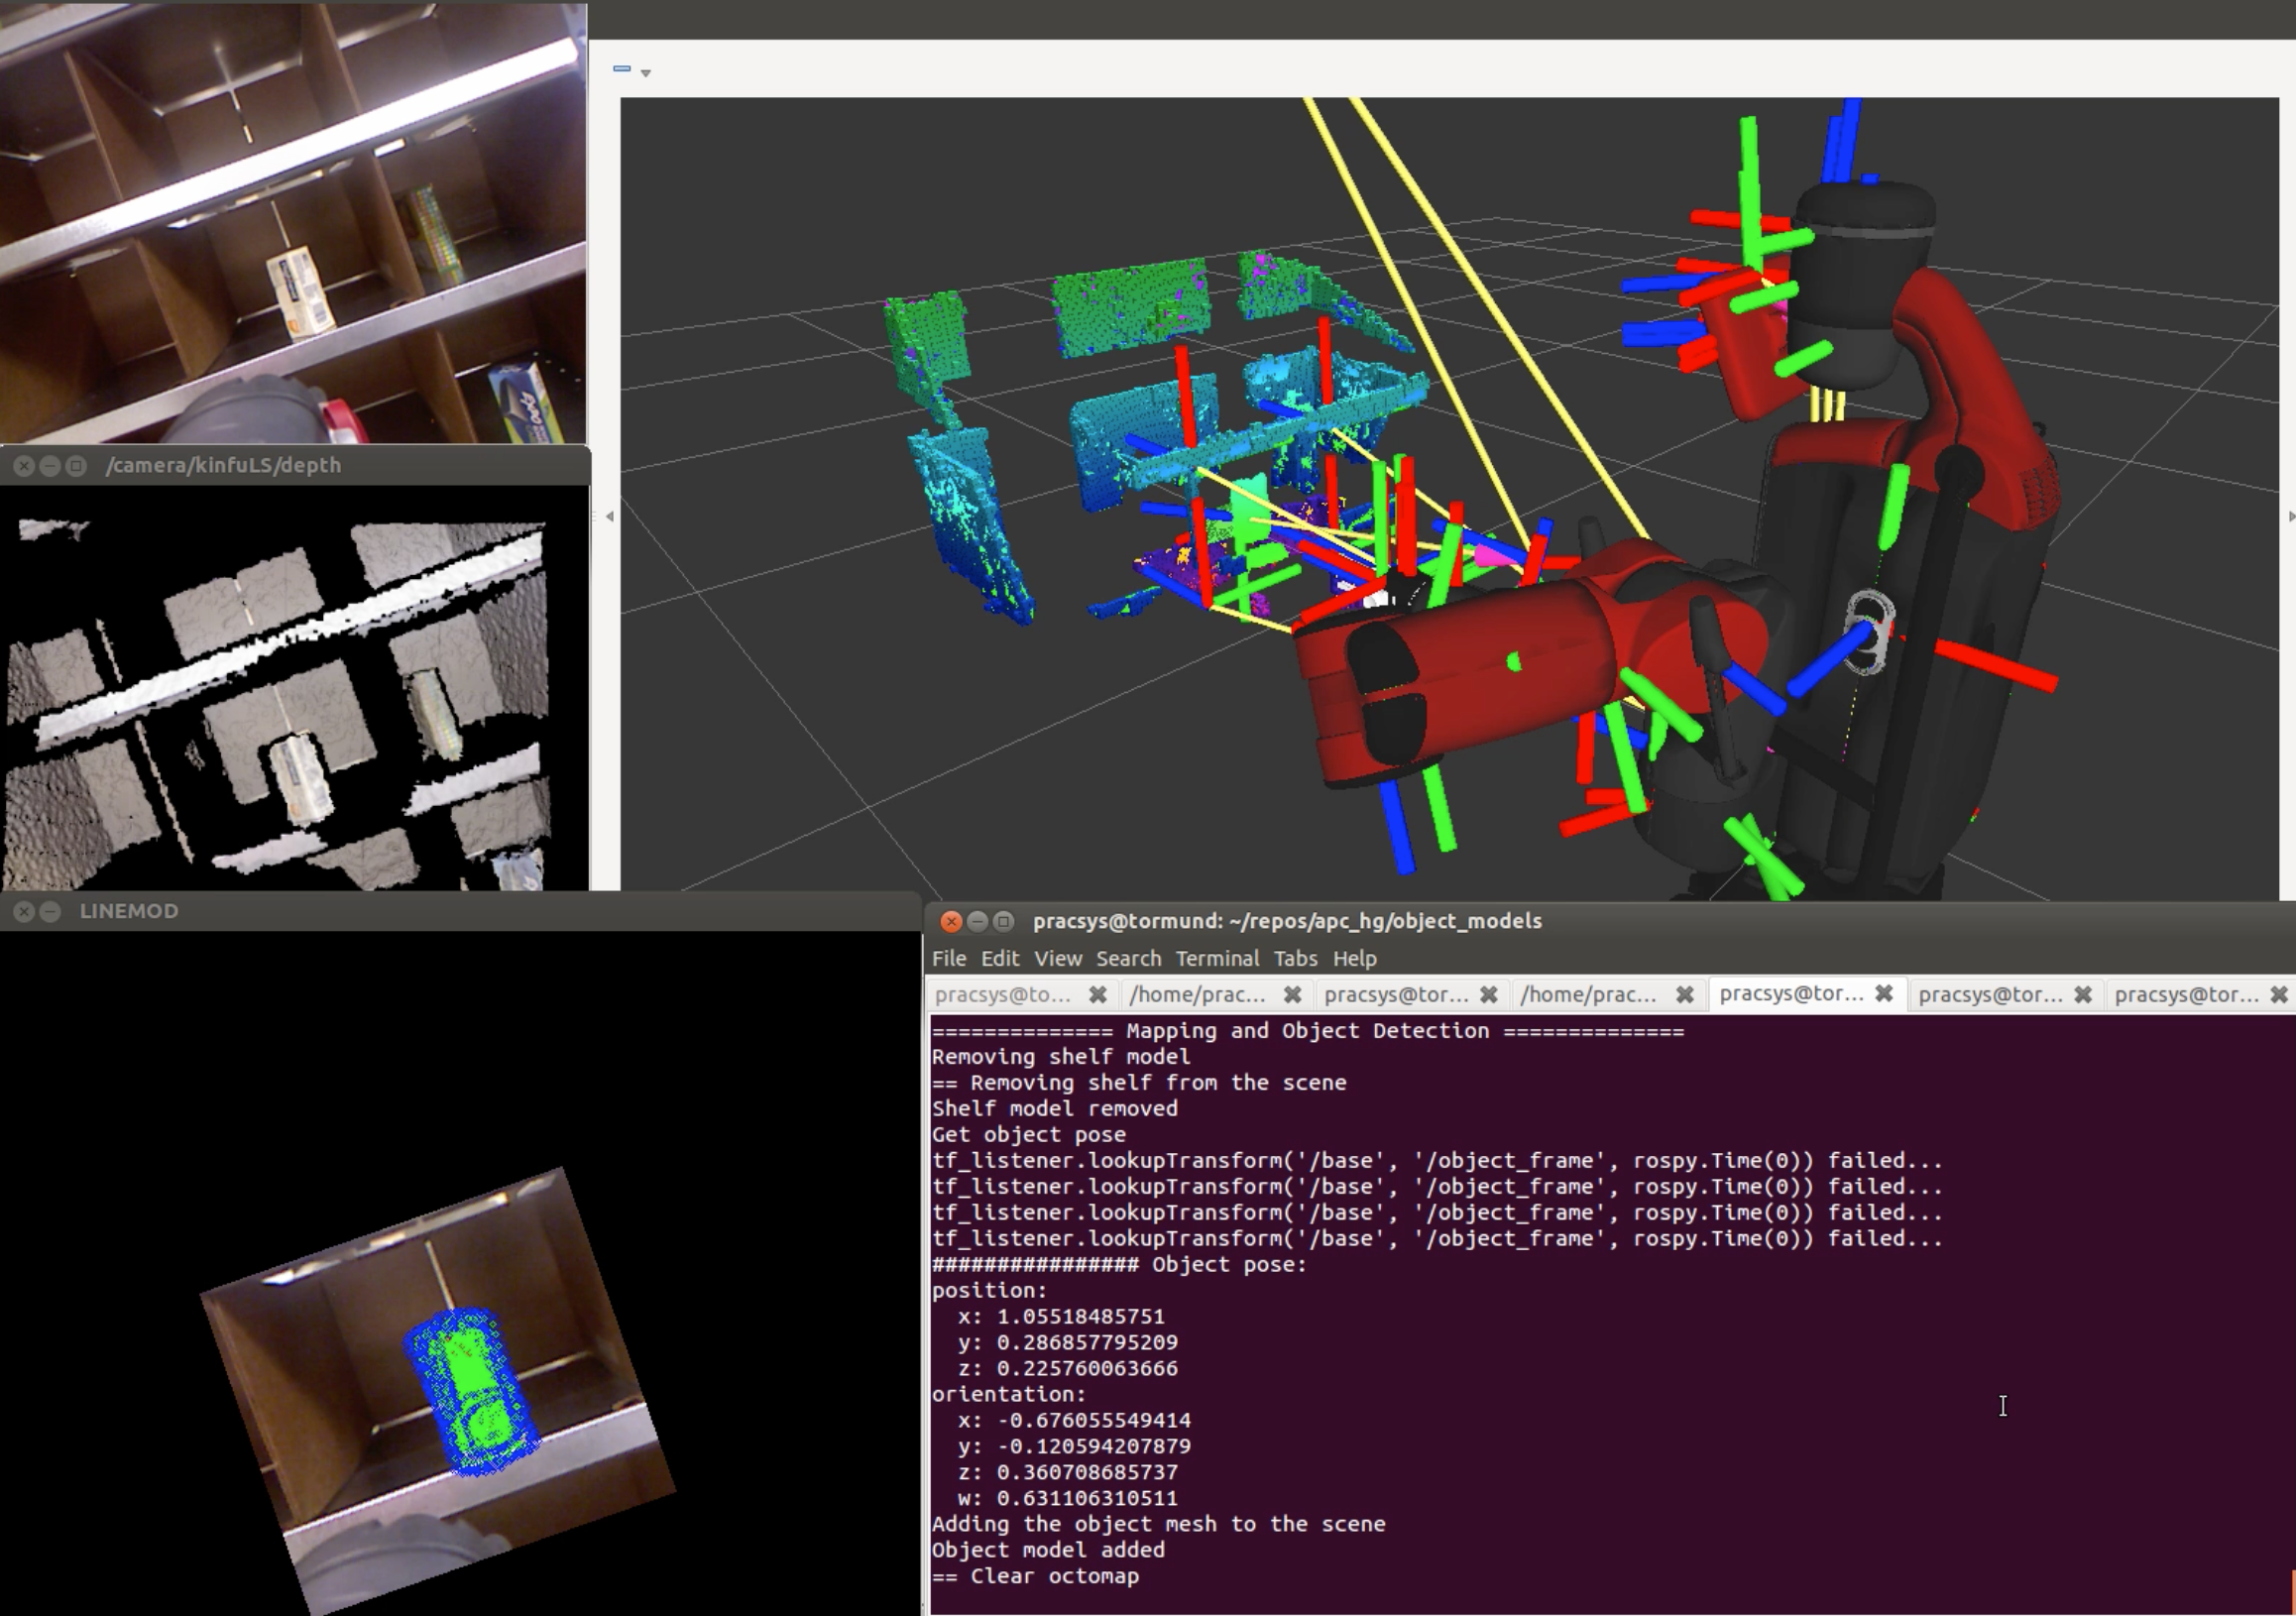 EXPO
/camera/kinfuLS/depth
LINEMOD
pracsys@tormund: ~/repos/apc_hg/object_models
File Edit View Search Terminal Tabs Help
pracsys@to... /home/prac... pracsys@tor... /home/prac... pracsys@tor... pracsys@tor... pracsys@tor...
============== Mapping and Object Detection ==============
Removing shelf model
== Removing shelf from the scene
Shelf model removed
Get object pose
tf_listener.lookupTransform('/base', '/object_frame', rospy.Time(0)) failed...
tf_listener.lookupTransform('/base', '/object_frame', rospy.Time(0)) failed...
tf_listener.lookupTransform('/base', '/object_frame', rospy.Time(0)) failed...
tf_listener.lookupTransform('/base', '/object_frame', rospy.Time(0)) failed...
################ Object pose:
position:
x: 1.05518485751
y: 0.286857795209
z: 0.225760063666
orientation:
x: -0.676055549414
y: -0.120594207879
z: 0.360708685737
w: 0.631106310511
Adding the object mesh to the scene
Object model added
== Clear octomap